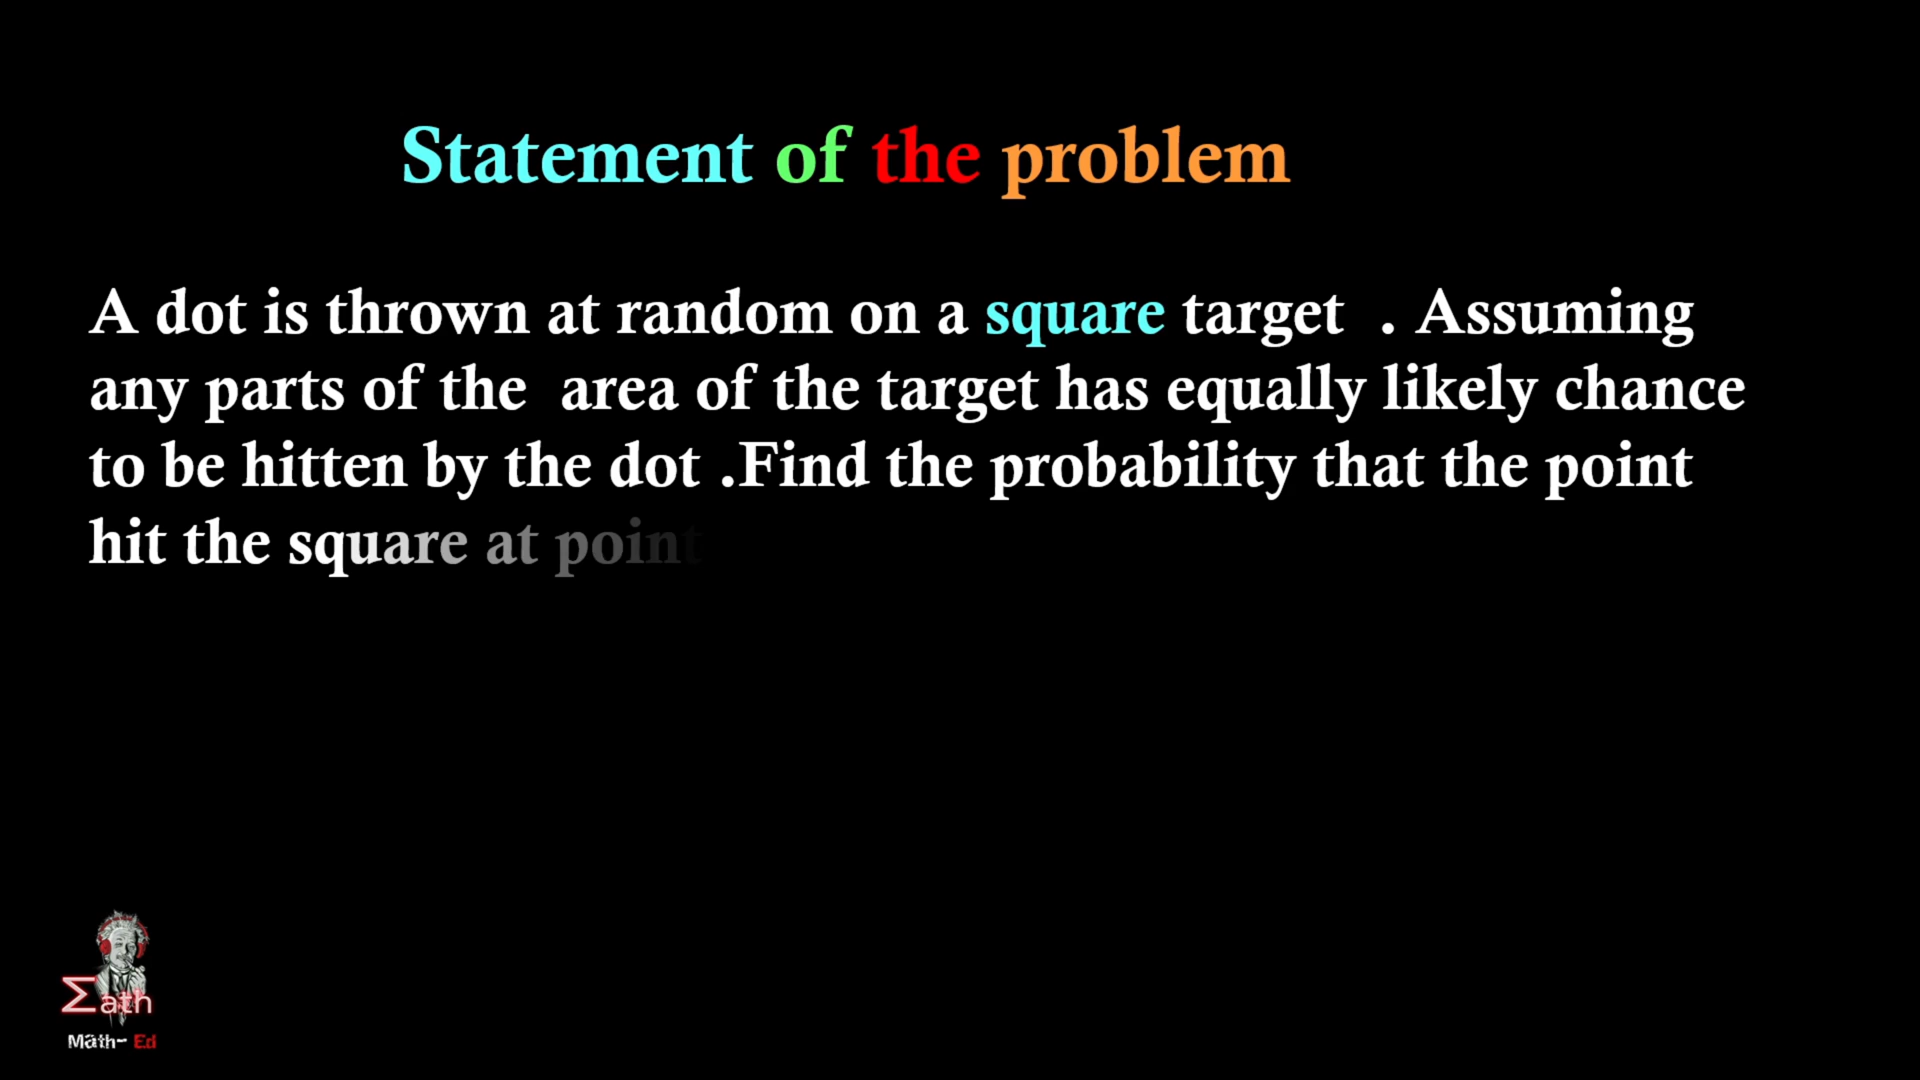 Statement of the problem
A dot is thrown at random on a square target . Assuming
any parts of the area of the target has equally likely chance
to be hitten by the dot .Find the probability that the point
hit the square at point
Σath
Math- Ed